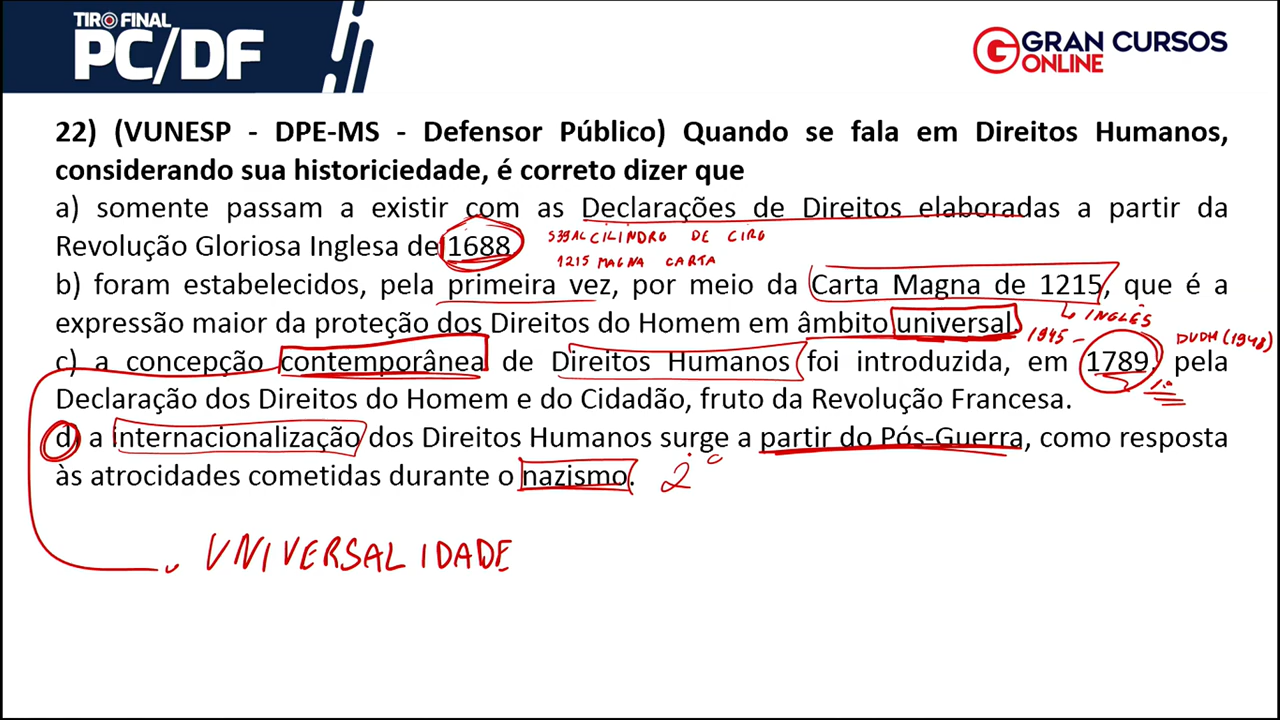 TIRO FINAL
PC/DF
GRAN CURSOS
ONLINE
22) (VUNESP - DPE-MS - Defensor Público) Quando se fala em Direitos Humanos,
considerando sua historiciedade, é correto dizer que
a) somente passam a existir com as Declarações de Direitos elaboradas a partir da
Revolução Gloriosa Inglesa de 1688.
539AC CILINDRO DE CIRO
1215 MAGNA CARTA
b) foram estabelecidos, pela primeira vez, por meio da Carta Magna de 1215, que é a
INGLÊS
expressão maior da proteção dos Direitos do Homem em âmbito universal.
1945 -
DUDH (1948)
c) a concepção contemporânea de Direitos Humanos foi introduzida, em 1789, pela
1º
Declaração dos Direitos do Homem e do Cidadão, fruto da Revolução Francesa.
d) a internacionalização dos Direitos Humanos surge a partir do Pós-Guerra, como resposta
às atrocidades cometidas durante o nazismo.
2º
UNIVERSALIDADE